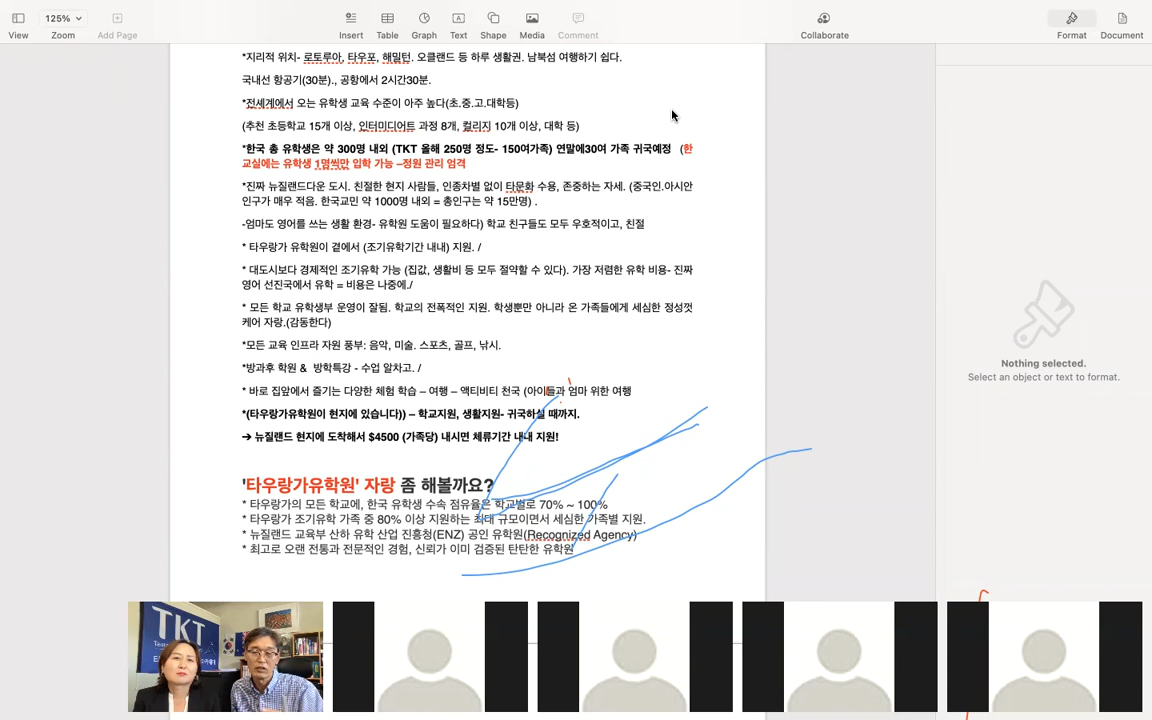 125%
View
Zoom
Add Page
Insert
Table
Graph
Text
Shape
Media
Comment
Collaborate
Format
Document
*지리적 위치- 로토루아, 타우포, 해밀턴. 오클랜드 등 하루 생활권. 남북섬 여행하기 쉽다.
국내선 항공기(30분)., 공항에서 2시간30분.
*전세계에서 오는 유학생 교육 수준이 아주 높다(초.중.고.대학등)
(추천 초등학교 15개 이상, 인터미디어트 과정 8개, 컬리지 10개 이상, 대학 등)
*한국 총 유학생은 약 300명 내외 (TKT 올해 250명 정도- 150여가족) 연말에30여 가족 귀국예정 (한
교실에는 유학생 1명씩만 입학 가능 –정원 관리 엄격
*진짜 뉴질랜드다운 도시. 친절한 현지 사람들, 인종차별 없이 타문화 수용, 존중하는 자세. (중국인.아시안
인구가 매우 적음. 한국교민 약 1000명 내외 = 총인구는 약 15만명) .
-엄마도 영어를 쓰는 생활 환경- 유학원 도움이 필요하다) 학교 친구들도 모두 우호적이고, 친절
* 타우랑가 유학원이 곁에서 (조기유학기간 내내) 지원. /
* 대도시보다 경제적인 조기유학 가능 (집값, 생활비 등 모두 절약할 수 있다). 가장 저렴한 유학 비용- 진짜
영어 선진국에서 유학 = 비용은 나중에./
* 모든 학교 유학생부 운영이 잘됨. 학교의 전폭적인 지원. 학생뿐만 아니라 온 가족들에게 세심한 정성껏
케어 자랑.(감동한다)
*모든 교육 인프라 자원 풍부: 음악, 미술. 스포츠, 골프, 낚시.
*방과후 학원 & 방학특강 - 수업 알차고. /
* 바로 집앞에서 즐기는 다양한 체험 학습 – 여행 – 액티비티 천국 (아이들과 엄마 위한 여행
*(타우랑가유학원이 현지에 있습니다)) – 학교지원, 생활지원- 귀국하실 때까지.
➔ 뉴질랜드 현지에 도착해서 $4500 (가족당) 내시면 체류기간 내내 지원!
'타우랑가유학원' 자랑 좀 해볼까요?
* 타우랑가의 모든 학교에, 한국 유학생 수속 점유율은 학교별로 70% ~ 100%
* 타우랑가 조기유학 가족 중 80% 이상 지원하는 최대 규모이면서 세심한 가족별 지원.
* 뉴질랜드 교육부 산하 유학 산업 진흥청(ENZ) 공인 유학원(Recognized Agency)
* 최고로 오랜 전통과 전문적인 경험, 신뢰가 이미 검증된 탄탄한 유학원
Nothing selected.
Select an object or text to format.
TKT